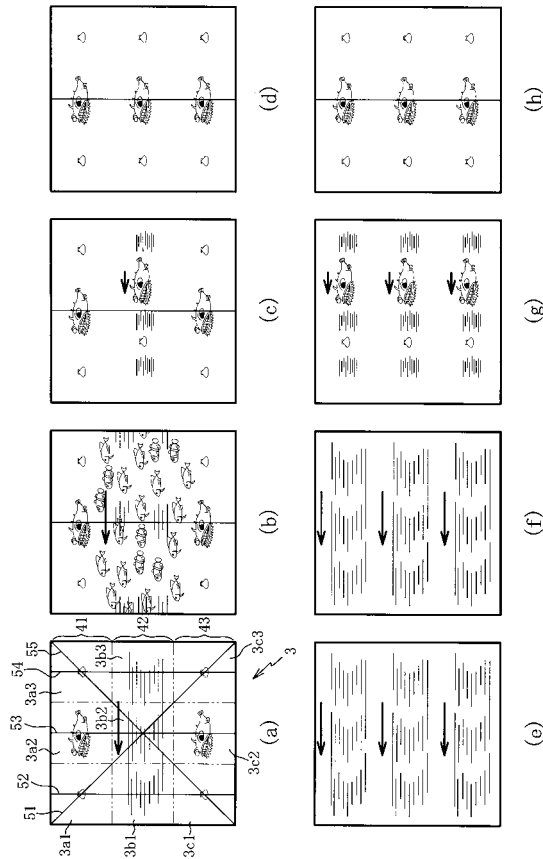 51 52 53 54 55
3a1 3a2 3a3
41
3b2 3b3
42
3b1
43
3c1 3c2 3c3
3
(a) (b) (c) (d)
(e) (f) (g) (h)